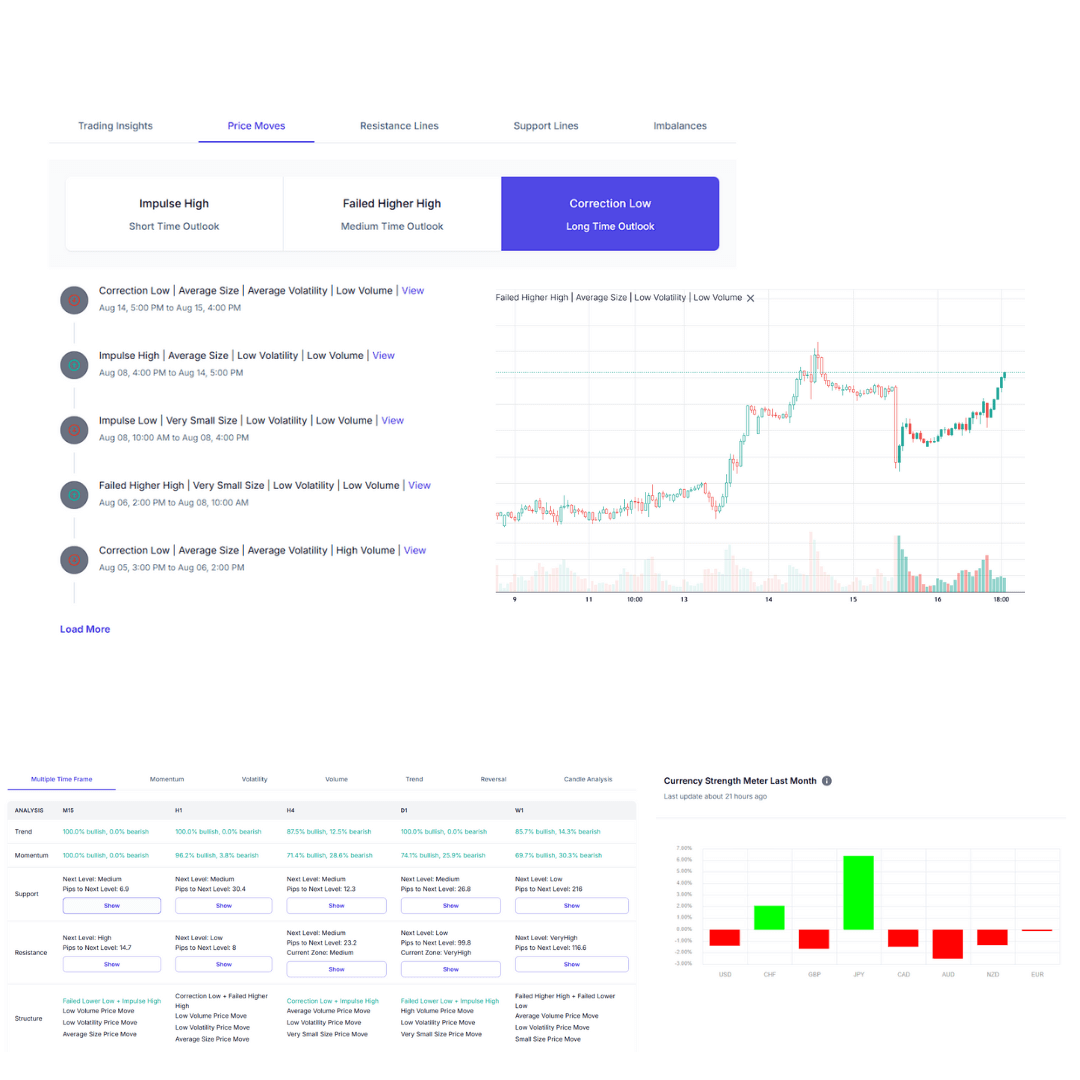 Trading Insights
Price Moves
Resistance Lines
Support Lines
Imbalances
Impulse High
Short Time Outlook
Failed Higher High
Medium Time Outlook
Correction Low
Long Time Outlook
Correction Low | Average Size | Average Volatility | Low Volume | View
Aug 14, 5:00 PM to Aug 15, 4:00 PM
Impulse High | Average Size | Low Volatility | Low Volume | View
Aug 08, 4:00 PM to Aug 14, 5:00 PM
Impulse Low | Very Small Size | Low Volatility | Low Volume | View
Aug 08, 10:00 AM to Aug 08, 4:00 PM
Failed Higher High | Very Small Size | Low Volatility | Low Volume | View
Aug 06, 2:00 PM to Aug 08, 10:00 AM
Correction Low | Average Size | Average Volatility | High Volume | View
Aug 05, 3:00 PM to Aug 06, 2:00 PM
Load More
Failed Higher High | Average Size | Low Volatility | Low Volume
9 11 10:00 13 14 15 16 18:00
Multiple Time Frame
Momentum
Volatility
Volume
Trend
Reversal
Candle Analysis
ANALYSIS M15 H1 H4 D1 W1
Trend
100.0% bullish, 0.0% bearish
100.0% bullish, 0.0% bearish
87.5% bullish, 12.5% bearish
100.0% bullish, 0.0% bearish
85.7% bullish, 14.3% bearish
Momentum
100.0% bullish, 0.0% bearish
96.2% bullish, 3.8% bearish
71.4% bullish, 28.6% bearish
74.1% bullish, 25.9% bearish
69.7% bullish, 30.3% bearish
Support
Next Level: Medium
Pips to Next Level: 6.9
Show
Next Level: Medium
Pips to Next Level: 30.4
Show
Next Level: Medium
Pips to Next Level: 12.3
Show
Next Level: Medium
Pips to Next Level: 26.8
Show
Next Level: Low
Pips to Next Level: 216
Show
Resistance
Next Level: High
Pips to Next Level: 14.7
Show
Next Level: Low
Pips to Next Level: 8
Show
Next Level: Medium
Pips to Next Level: 23.2
Current Zone: Medium
Show
Next Level: Low
Pips to Next Level: 99.8
Current Zone: VeryHigh
Show
Next Level: VeryHigh
Pips to Next Level: 116.6
Show
Structure
Failed Lower Low + Impulse High
Low Volume Price Move
Low Volatility Price Move
Average Size Price Move
Correction Low + Failed Higher
High
Low Volume Price Move
Low Volatility Price Move
Average Size Price Move
Correction Low + Impulse High
Average Volume Price Move
Low Volatility Price Move
Very Small Size Price Move
Failed Lower High + Impulse High
High Volume Price Move
Low Volatility Price Move
Very Small Size Price Move
Failed Higher High + Failed Lower
Low
Average Volume Price Move
Low Volatility Price Move
Small Size Price Move
Currency Strength Meter Last Month
Last update about 21 hours ago
7.00%
6.00%
5.00%
4.00%
3.00%
2.00%
1.00%
0.00%
-1.00%
-2.00%
-3.00%
USD CHF GBP JPY CAD AUD NZD EUR